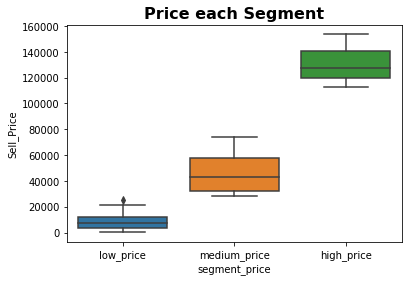 Price each Segment
160000
140000
120000
100000
80000
60000
40000
20000
0
Sell_Price
low_price medium_price high_price
segment_price